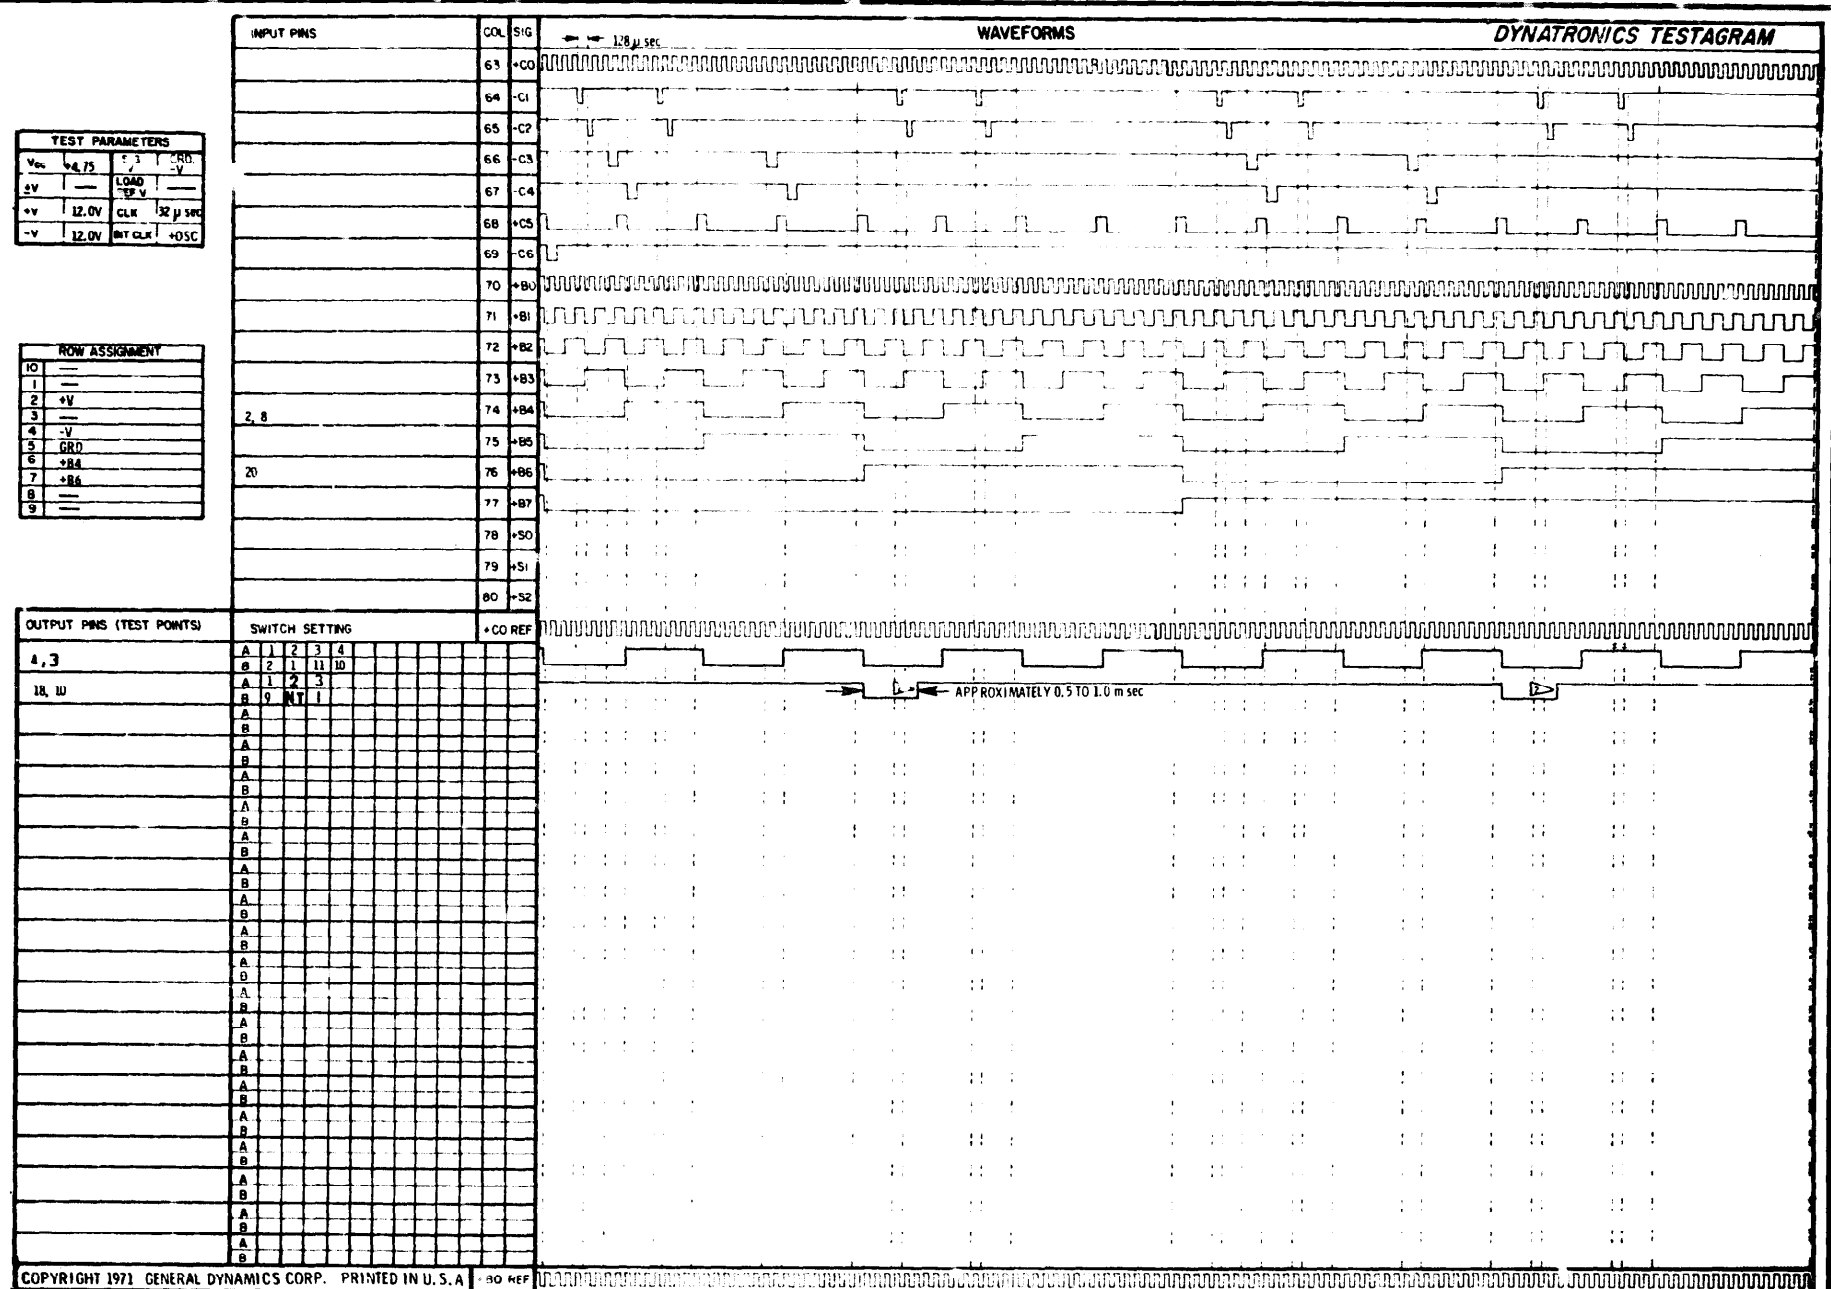 INPUT PINS COL SIG WAVEFORMS DYNATRONICS TESTAGRAM
128 µ sec
63 +C0
64 -C1
65 -C2
66 -C3
67 -C4
68 +C5
69 -C6
70 +B0
71 +B1
72 +B2
73 +B3
2, 8 74 +B4
75 +B5
20 76 +B6
77 +B7
78 +S0
79 +S1
80 +S2
TEST PARAMETERS
+4.75 GRD. -V
±V — LOAD REF V —
+V 12.0V CLK 32 µ sec
-V 12.0V BIT CLK +OSC
ROW ASSIGNMENT
10 —
1 —
2 +V
3 —
4 -V
5 GRD
6 +B4
7 +B6
8 —
9 —
OUTPUT PINS (TEST POINTS) SWITCH SETTING +C0 REF
4, 3 A 1 2 3 4
B 2 1 11 10
18, 10 A 1 2 3
B 9 NT 1
APPROXIMATELY 0.5 TO 1.0 m sec
A
B
A
B
A
B
A
B
A
B
A
B
A
B
A
B
A
B
A
B
A
B
A
B
A
B
A
B
A
B
A
B
A
B
A
B
COPYRIGHT 1971 GENERAL DYNAMICS CORP. PRINTED IN U.S.A B0 REF